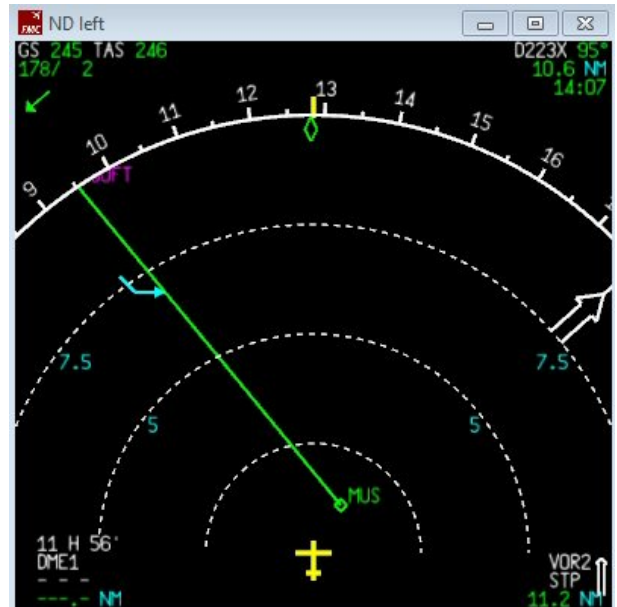 FMC ND left
GS 245 TAS 246
178/ 2
D223X 95°
10.6 NM
14:07
9 10 11 12 13 14 15 16
MUS
7.5 7.5
5 5
11 H 56'
DME1
- - -
---.- NM
VOR2
STP
11.2 NM